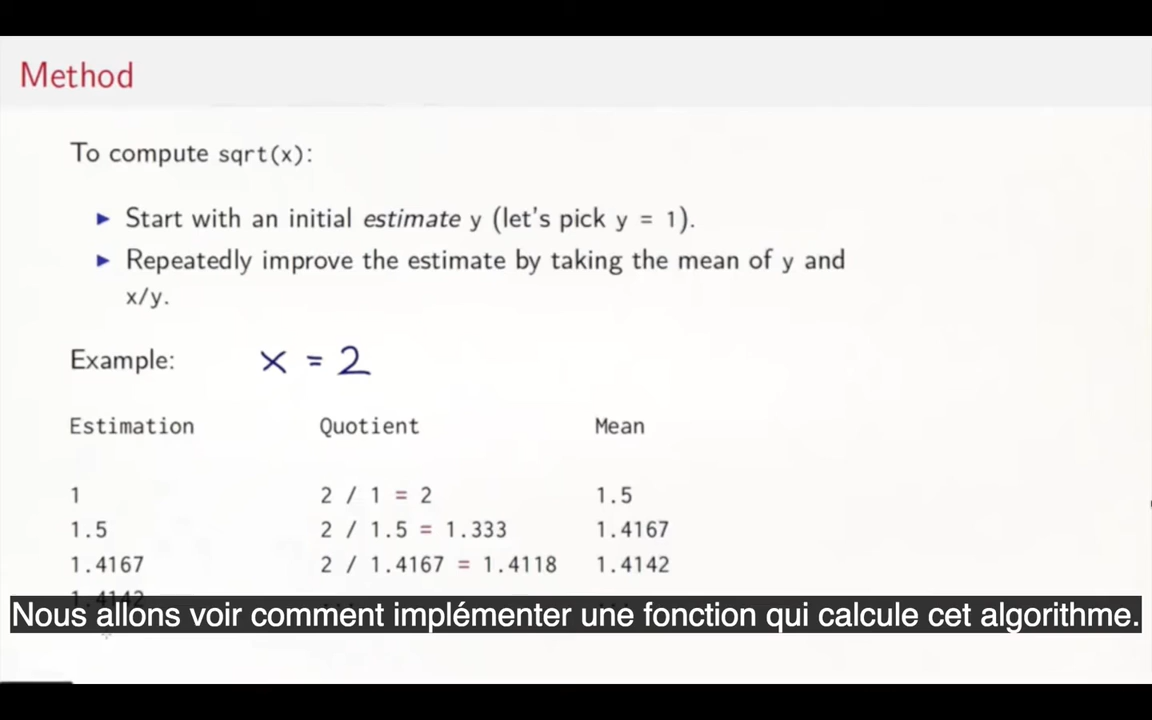 Method
To compute sqrt(x):
► Start with an initial estimate y (let's pick y = 1).
► Repeatedly improve the estimate by taking the mean of y and
x/y.
Example: x = 2
Estimation Quotient Mean
1 2 / 1 = 2 1.5
1.5 2 / 1.5 = 1.333 1.4167
1.4167 2 / 1.4167 = 1.4118 1.4142
1.4142 ... ...
Nous allons voir comment implémenter une fonction qui calcule cet algorithme.